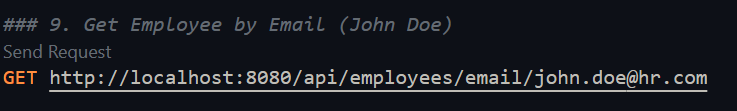 ### 9. Get Employee by Email (John Doe)
Send Request
GET http://localhost:8080/api/employees/email/john.doe@hr.com